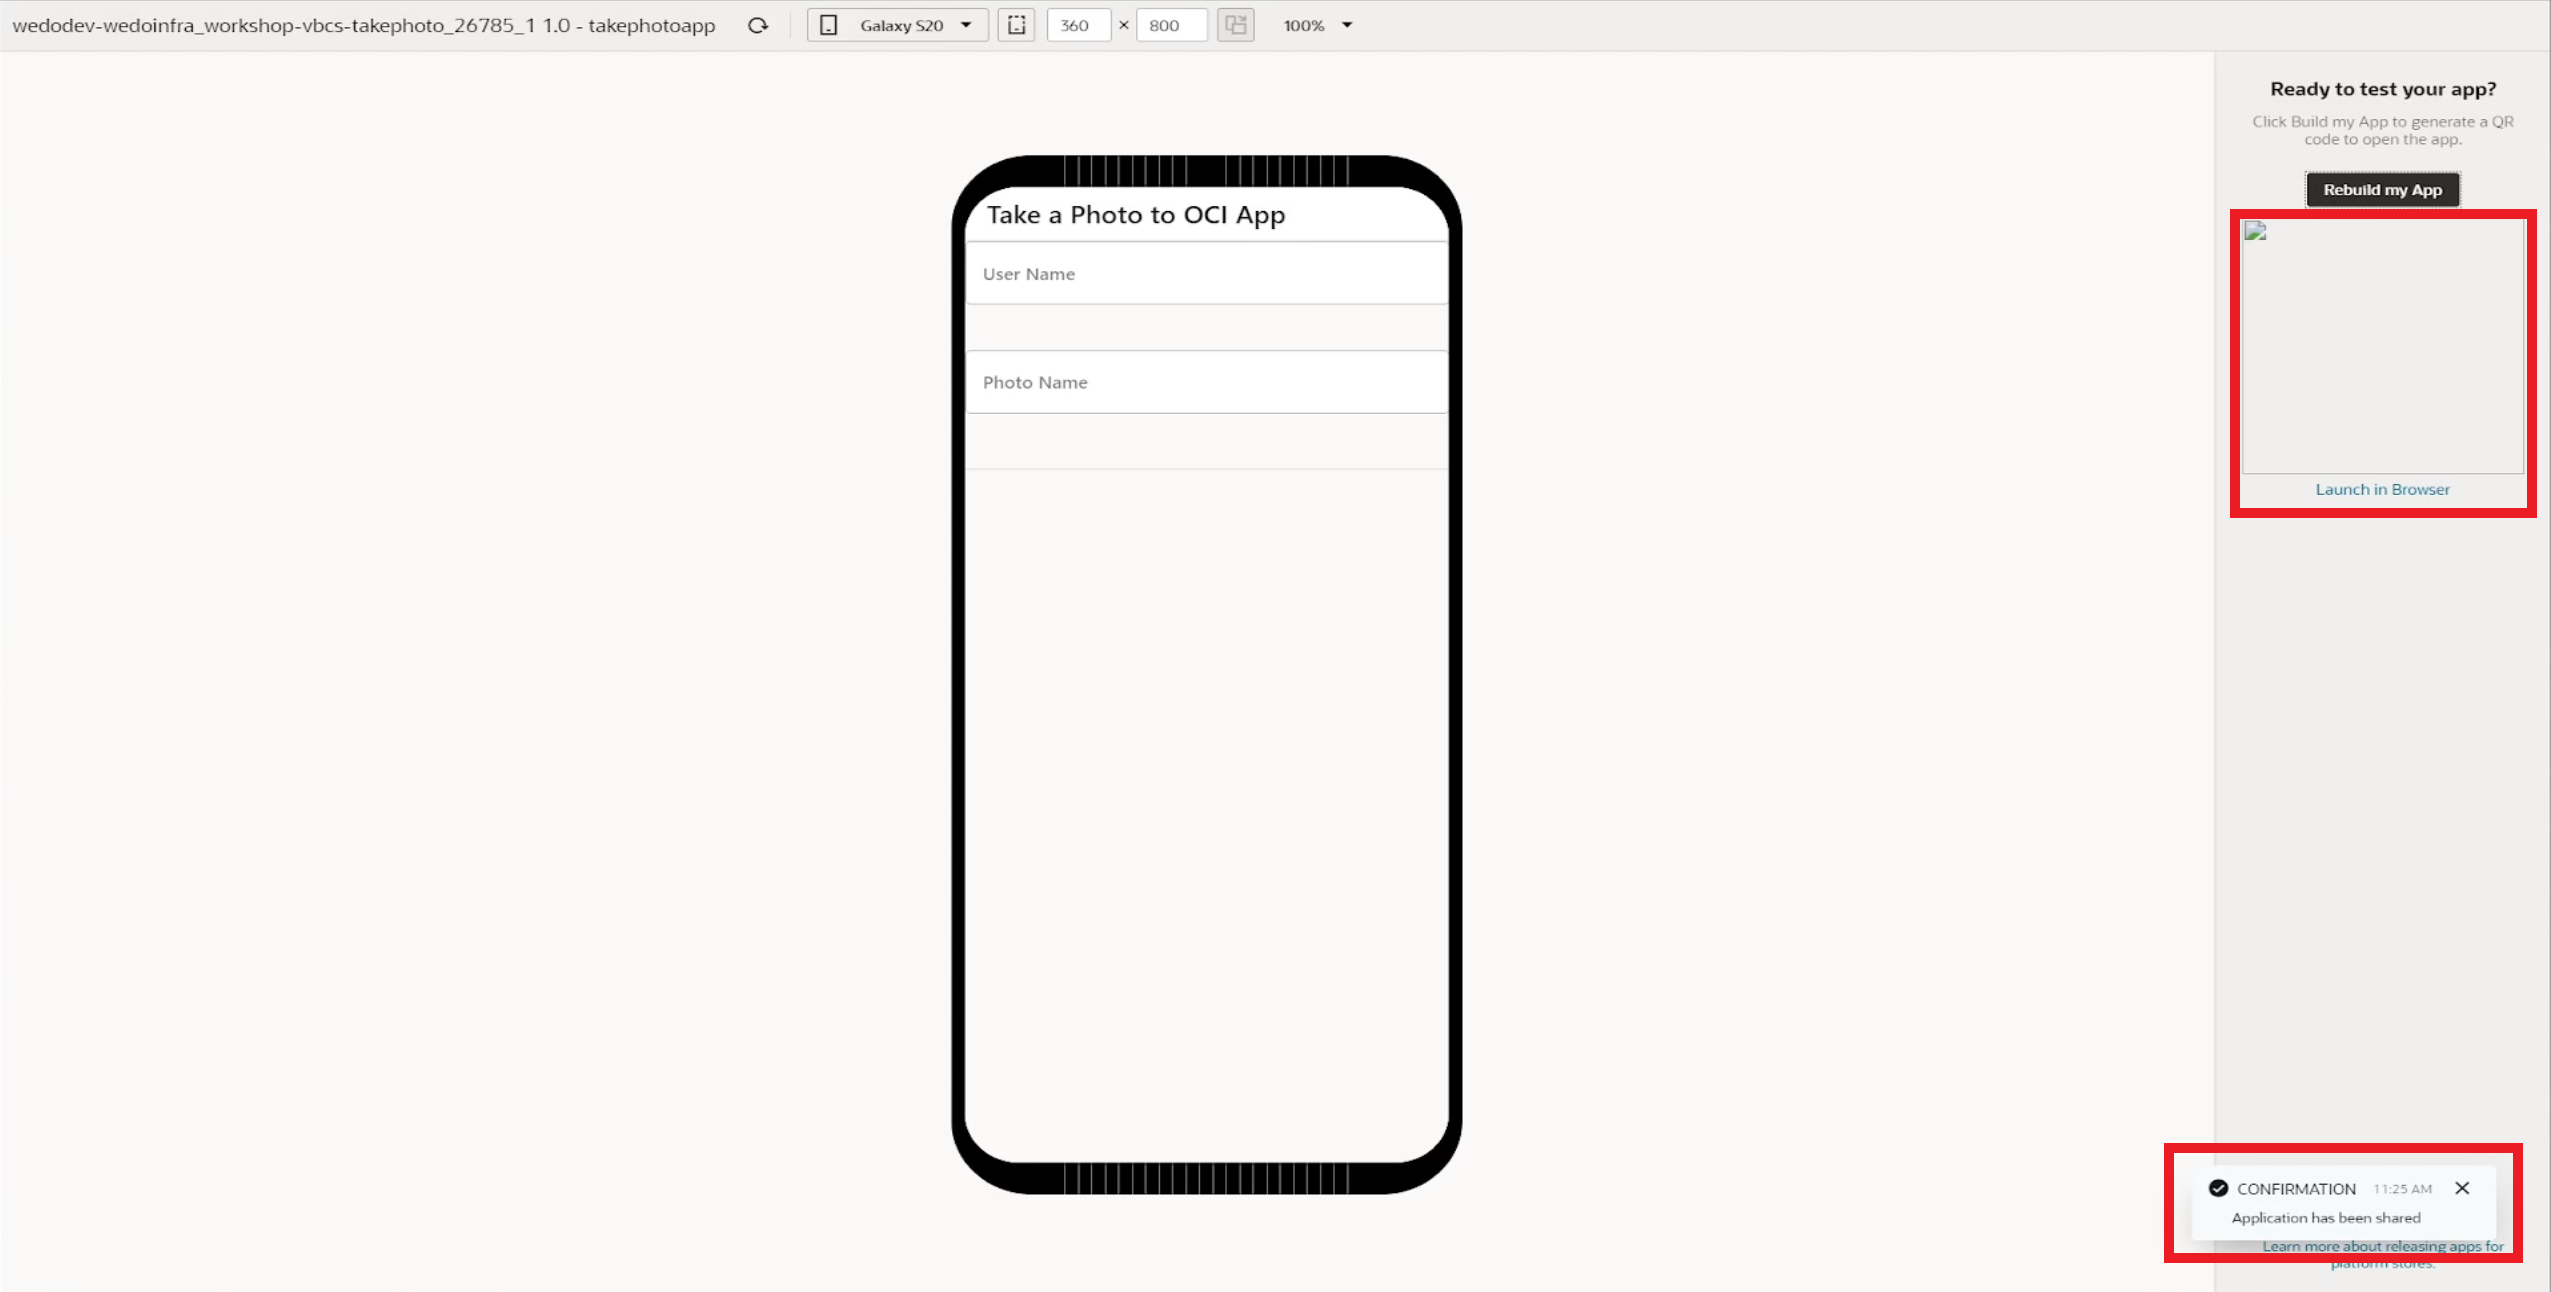 wedodev-wedoinfra_workshop-vbcs-takephoto_26785_1 1.0 - takephotoapp
Galaxy S20
360 × 800
100%
Ready to test your app?
Click Build my App to generate a QR
code to open the app.
Rebuild my App
Launch in Browser
Take a Photo to OCI App
User Name
Photo Name
CONFIRMATION 11:25 AM
Application has been shared
Learn more about releasing apps for
platform stores.